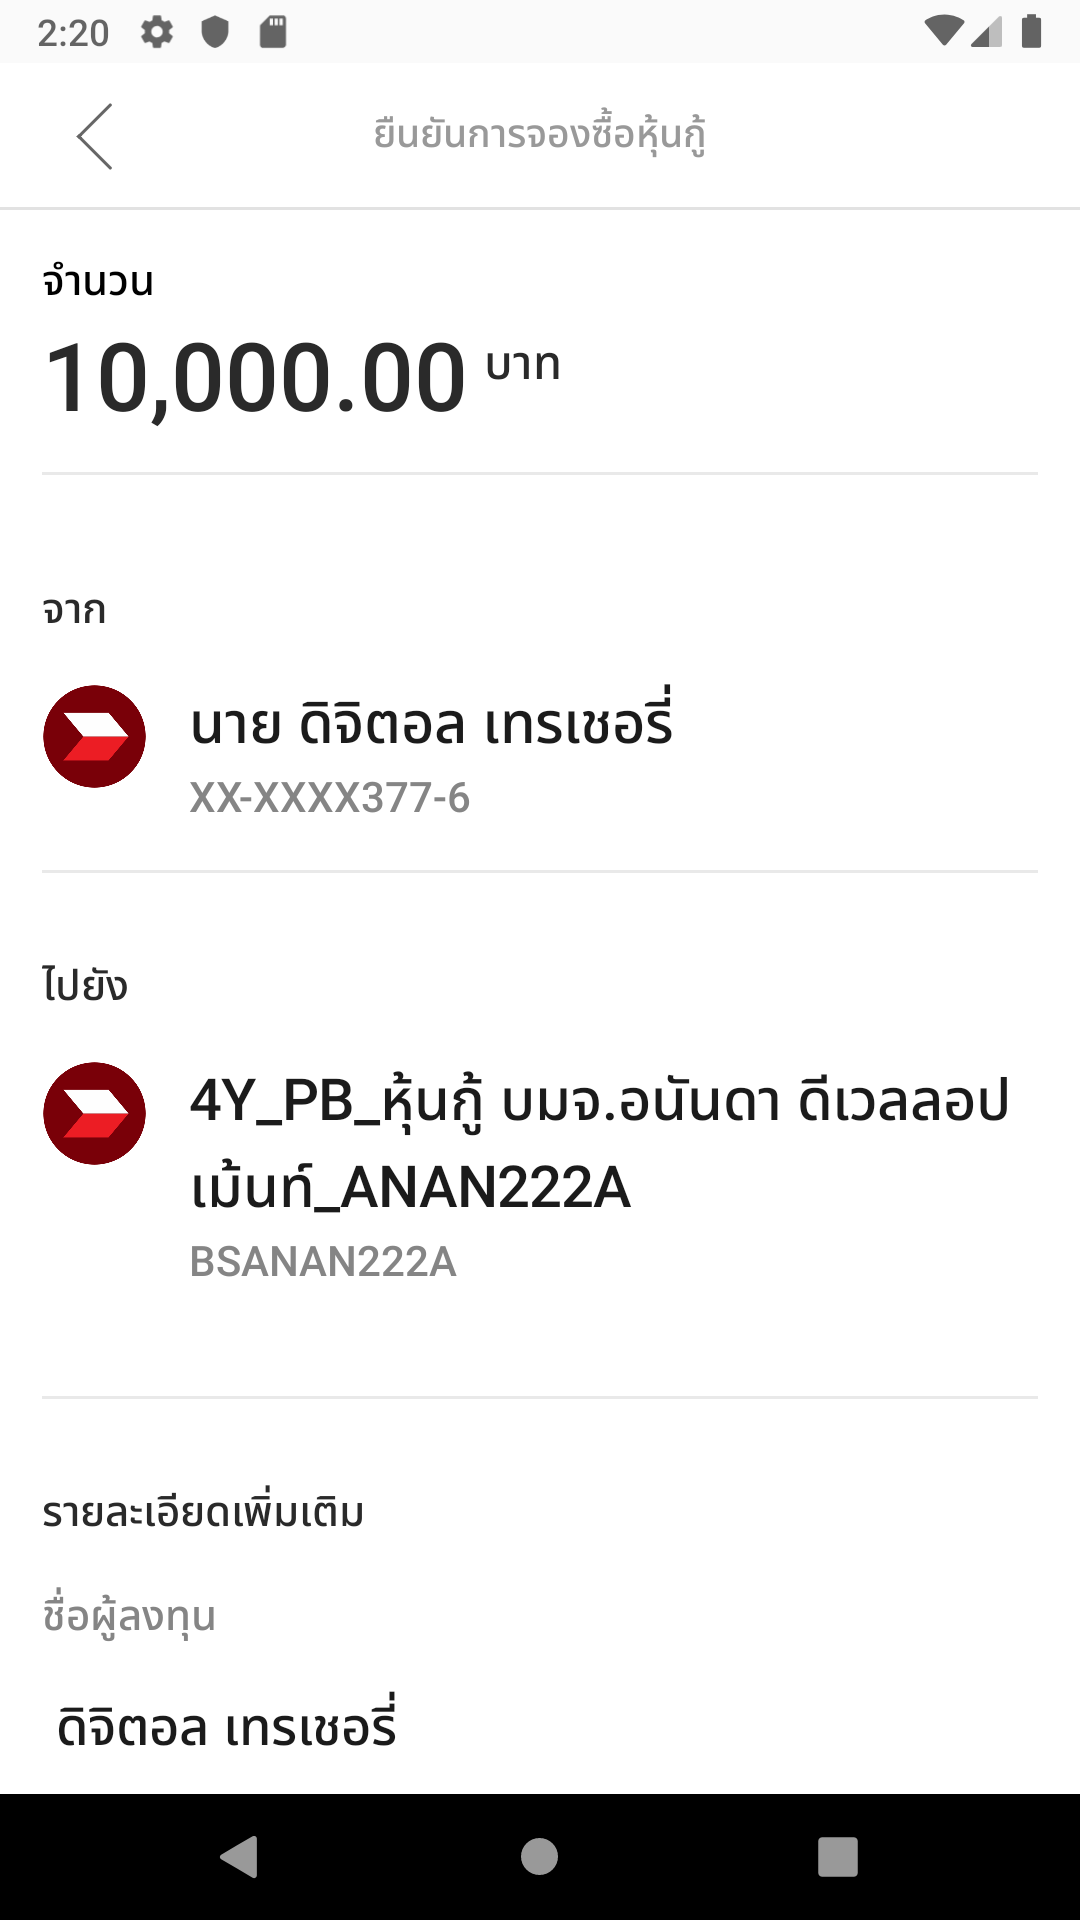 2:20
ยืนยันการจองซื้อหุ้นกู้
จำนวน
10,000.00 บาท
จาก
นาย ดิจิตอล เทรเชอรี่
XX-XXXX377-6
ไปยัง
4Y_PB_หุ้นกู้ บมจ.อนันดา ดีเวลลอป
เม้นท์_ANAN222A
BSANAN222A
รายละเอียดเพิ่มเติม
ชื่อผู้ลงทุน
ดิจิตอล เทรเชอรี่